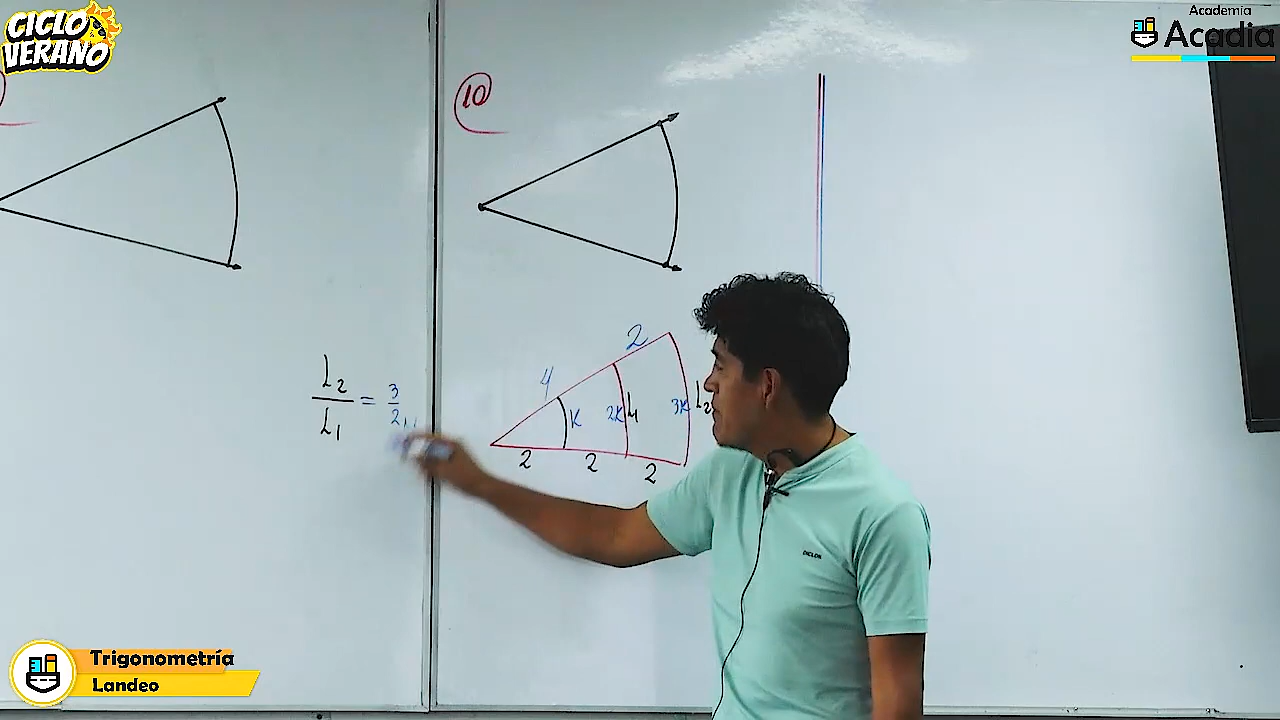 CICLO
VERANO
Academia
Acadia
10
L₂
L₁
= 3/2
4
2
K
2K
L₁
3K
L₂
2
2
2
DICLON
Trigonometría
Landeo